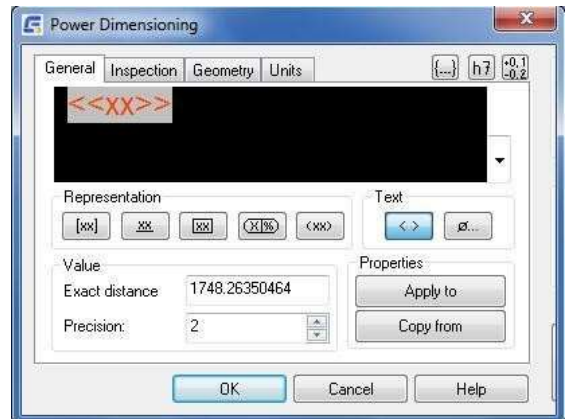 Power Dimensioning
x
General Inspection Geometry Units {...} h7 +0,1 -0,2
<<xx>>
Representation
Text
[xx] xx xx (X|%) (xx) < > ø...
Value
Properties
Exact distance 1748.26350464 Apply to
Precision: 2 Copy from
OK Cancel Help